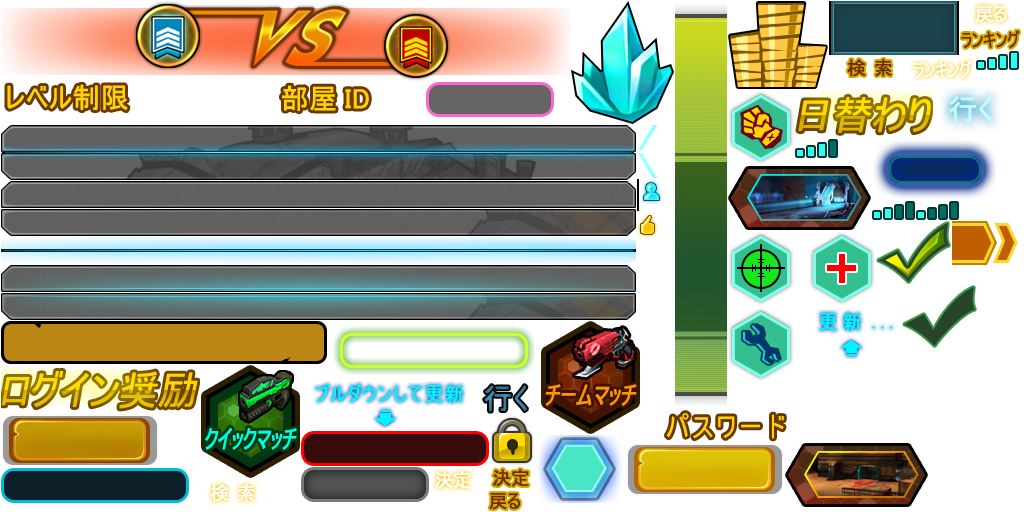 VS
戻る
ランキング
検索
ランキング
レベル制限
部屋ID
日替わり
行く
更新...
ログイン奨励
クイックマッチ
プルダウンして更新
行く
チームマッチ
パスワード
検索
決定
決定
戻る